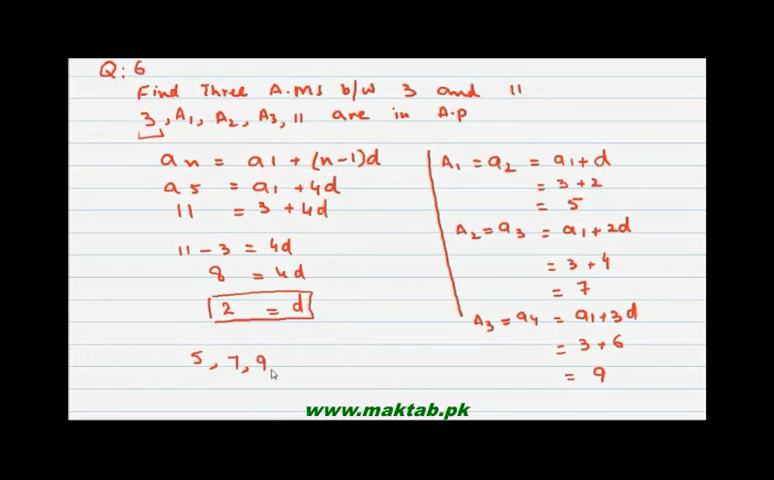 Q: 6
Find Three A.Ms b/w 3 and 11
3, A1, A2, A3, 11 are in A.P
an = a1 + (n-1)d
a5 = a1 + 4d
11 = 3 + 4d
11 - 3 = 4d
8 = 4d
2 = d
5, 7, 9
A1 = a2 = a1 + d
= 3 + 2
= 5
A2 = a3 = a1 + 2d
= 3 + 4
= 7
A3 = a4 = a1 + 3d
= 3 + 6
= 9
www.maktab.pk